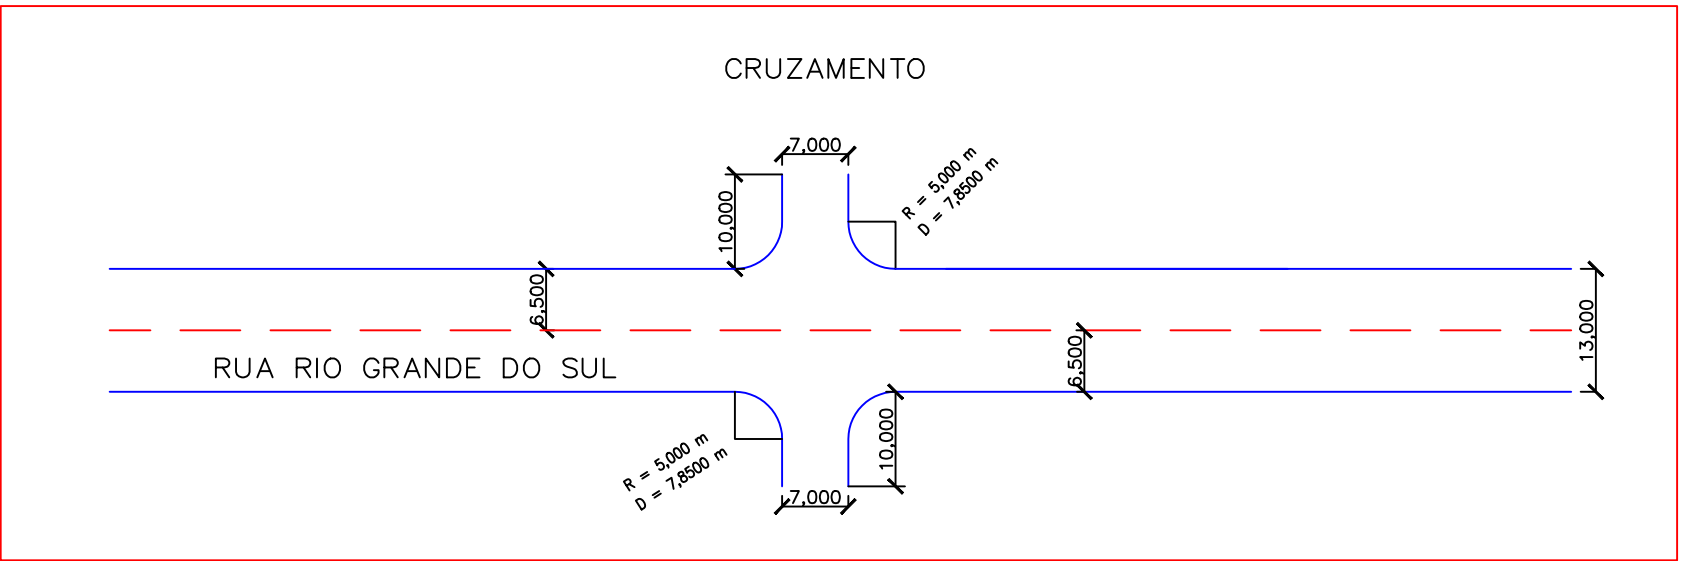 CRUZAMENTO
7,000
10,000
R = 5,000 m
D = 7,8500 m
6,500
13,000
6,500
RUA RIO GRANDE DO SUL
10,000
R = 5,000 m
D = 7,8500 m
7,000